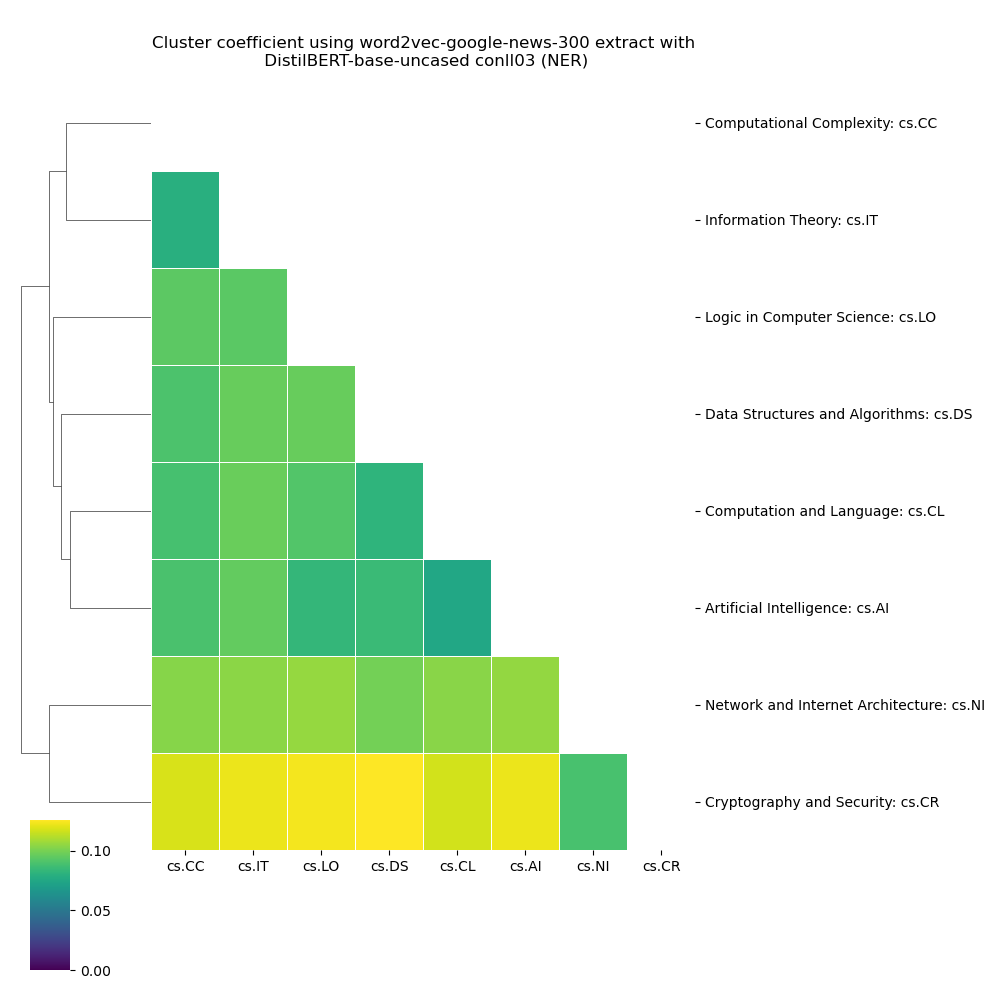 Cluster coefficient using word2vec-google-news-300 extract with
DistilBERT-base-uncased conll03 (NER)
Computational Complexity: cs.CC
Information Theory: cs.IT
Logic in Computer Science: cs.LO
Data Structures and Algorithms: cs.DS
Computation and Language: cs.CL
Artificial Intelligence: cs.AI
Network and Internet Architecture: cs.NI
Cryptography and Security: cs.CR
cs.CC cs.IT cs.LO cs.DS cs.CL cs.AI cs.NI cs.CR
0.10
0.05
0.00